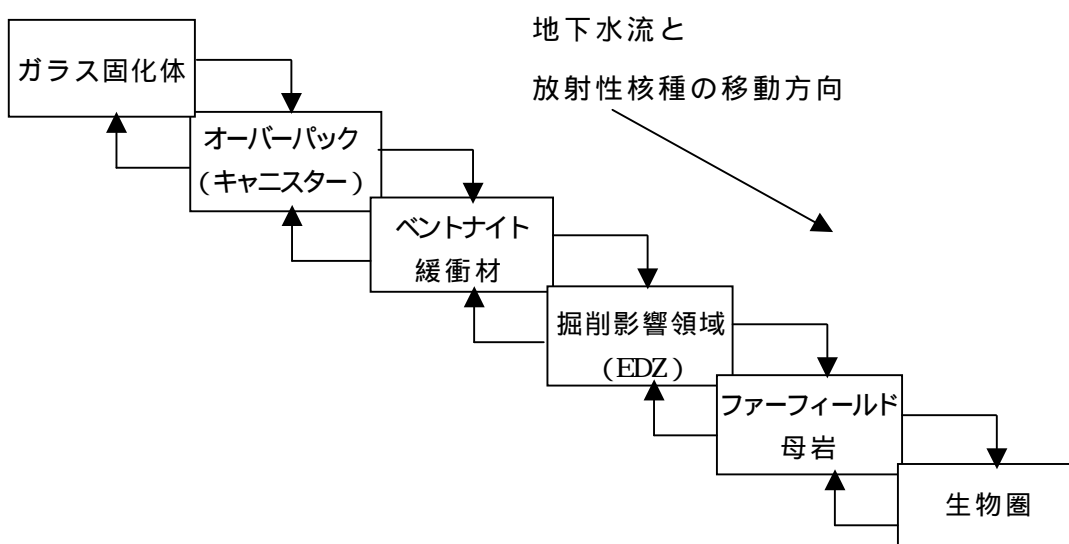 地下水流と
放射性核種の移動方向
ガラス固化体
オーバーパック
(キャニスター)
ベントナイト
緩衝材
掘削影響領域
(EDZ)
ファーフィールド
母岩
生物圏